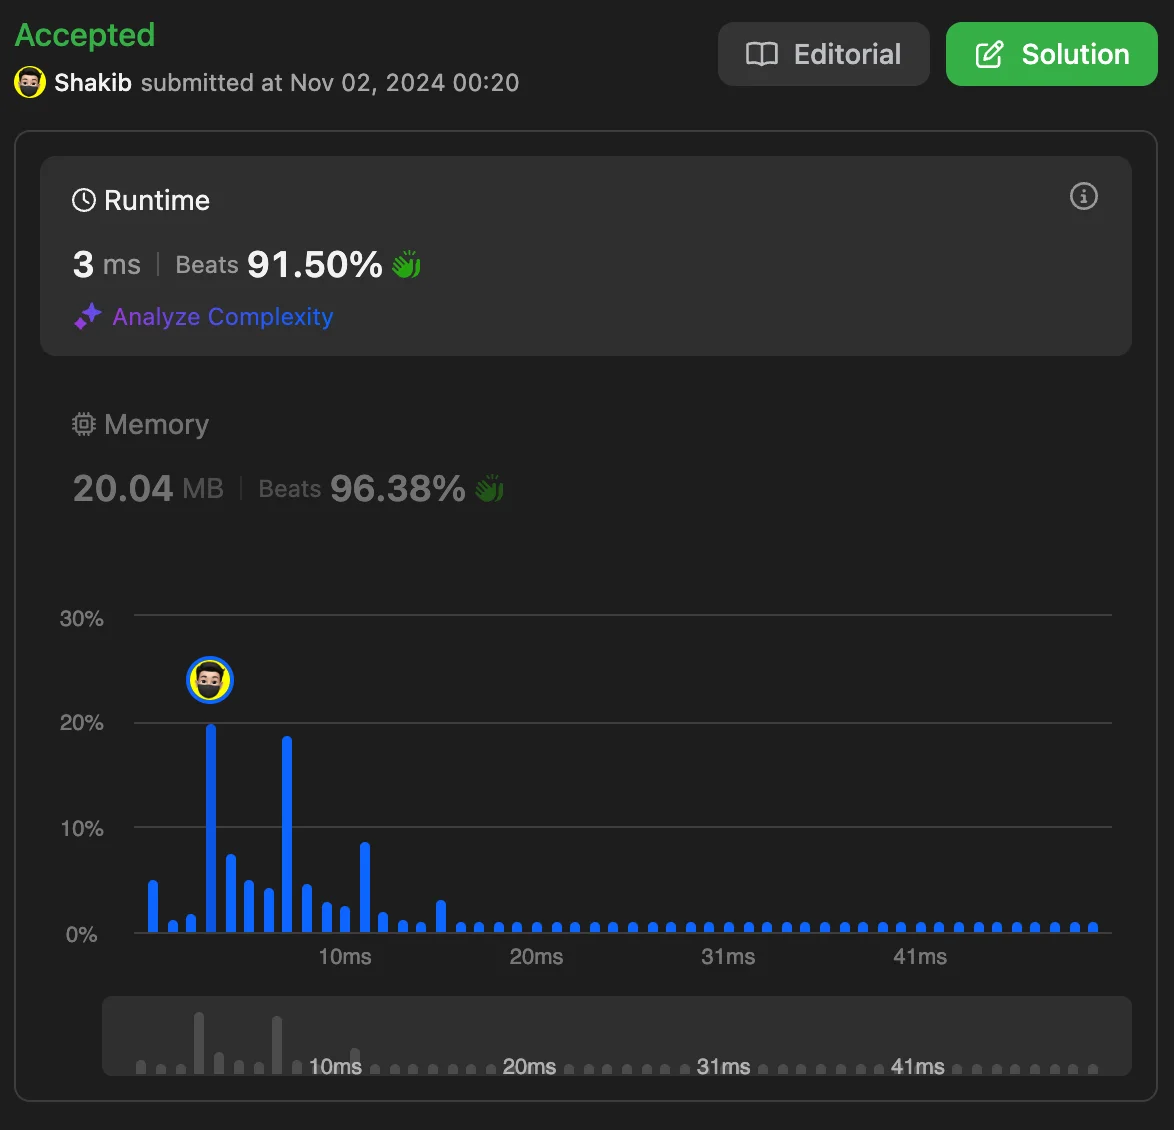 Accepted
Editorial
Solution
Shakib submitted at Nov 02, 2024 00:20
Runtime
3 ms | Beats 91.50%
Analyze Complexity
Memory
20.04 MB | Beats 96.38%
30%
20%
10%
0%
10ms 20ms 31ms 41ms
10ms 20ms 31ms 41ms